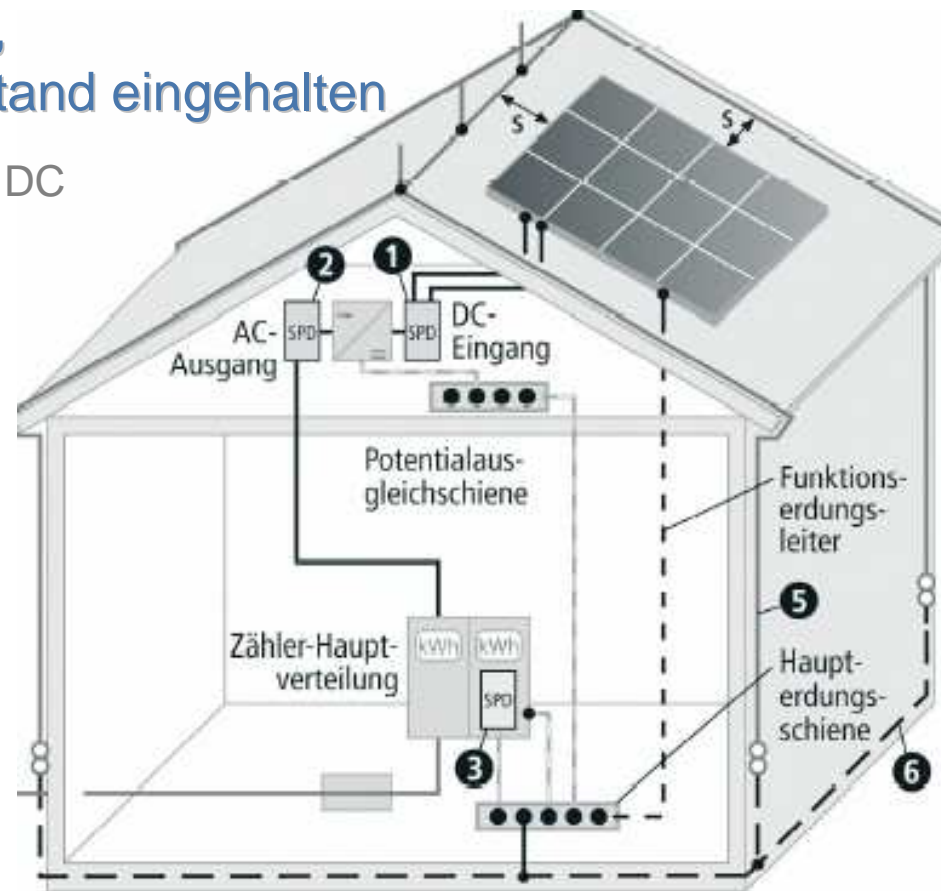 tand eingehalten
DC
s
s
2
1
AC-
Ausgang
SPD
SPD
DC-
Eingang
Potentialaus-
gleichschiene
Funktions-
erdungs-
leiter
5
Zähler-Haupt-
verteilung
kWh
kWh
SPD
3
Haupt-
erdungs-
schiene
6